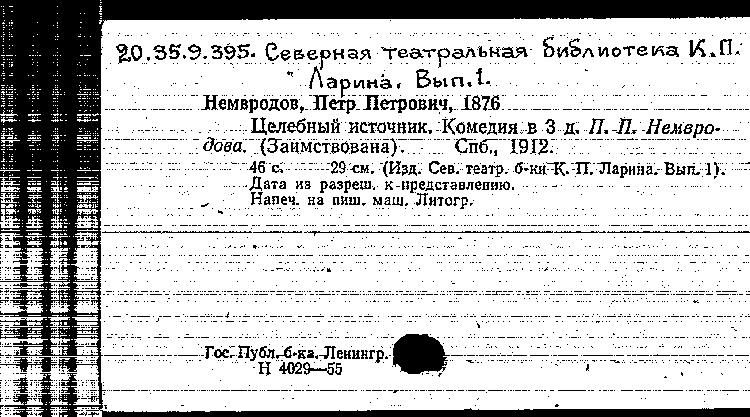 20.35.9.395. Северная театральная библиотека К.П.
Ларина. Вып.1.
Немвродов, Петр Петрович, 1876
Целебный источник. Комедия в 3 д. П. П. Немвро-
дова. (Заимствована). Спб., 1912.
46 с. 29 см. (Изд. Сев. театр. б-ки К. П. Ларина. Вып. 1).
Дата из разреш. к представлению.
Напеч. на пиш. маш. Литогр.
Гос. Публ. б-ка. Ленингр.
Н 4029—55